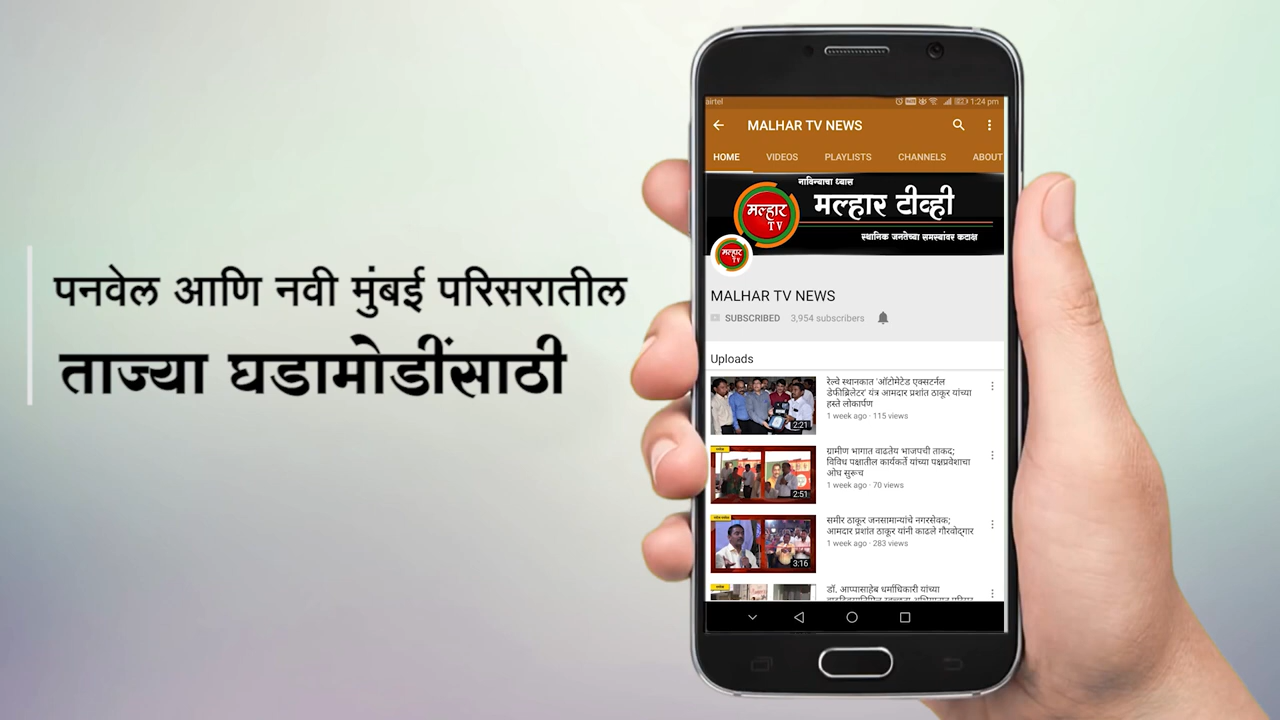 पनवेल आणि नवी मुंबई परिसरातील
ताज्या घडामोडींसाठी
airtel
1:24 pm
MALHAR TV NEWS
HOME VIDEOS PLAYLISTS CHANNELS ABOUT
नाविन्याचा ध्यास
मल्हार टीव्ही
मल्हार
TV
स्थानिक जनतेच्या समस्यांवर कटाक्ष
मल्हार
TV
MALHAR TV NEWS
SUBSCRIBED 3,954 subscribers
Uploads
रेल्वे स्थानकात 'ऑटोमेटेड एक्सटर्नल
डेफीब्रिलेटर' यंत्र आमदार प्रशांत ठाकूर यांच्या
हस्ते लोकार्पण
1 week ago · 115 views
2:21
ग्रामीण भागात वाढतेय भाजपची ताकद;
विविध पक्षातील कार्यकर्ते यांच्या पक्षप्रवेशाचा
ओघ सुरूच
1 week ago · 70 views
2:51
समीर ठाकूर जनसामान्यांचे नगरसेवक;
आमदार प्रशांत ठाकूर यांनी काढले गौरवोद्गार
1 week ago · 283 views
3:16
डॉ. आप्पासाहेब धर्माधिकारी यांच्या